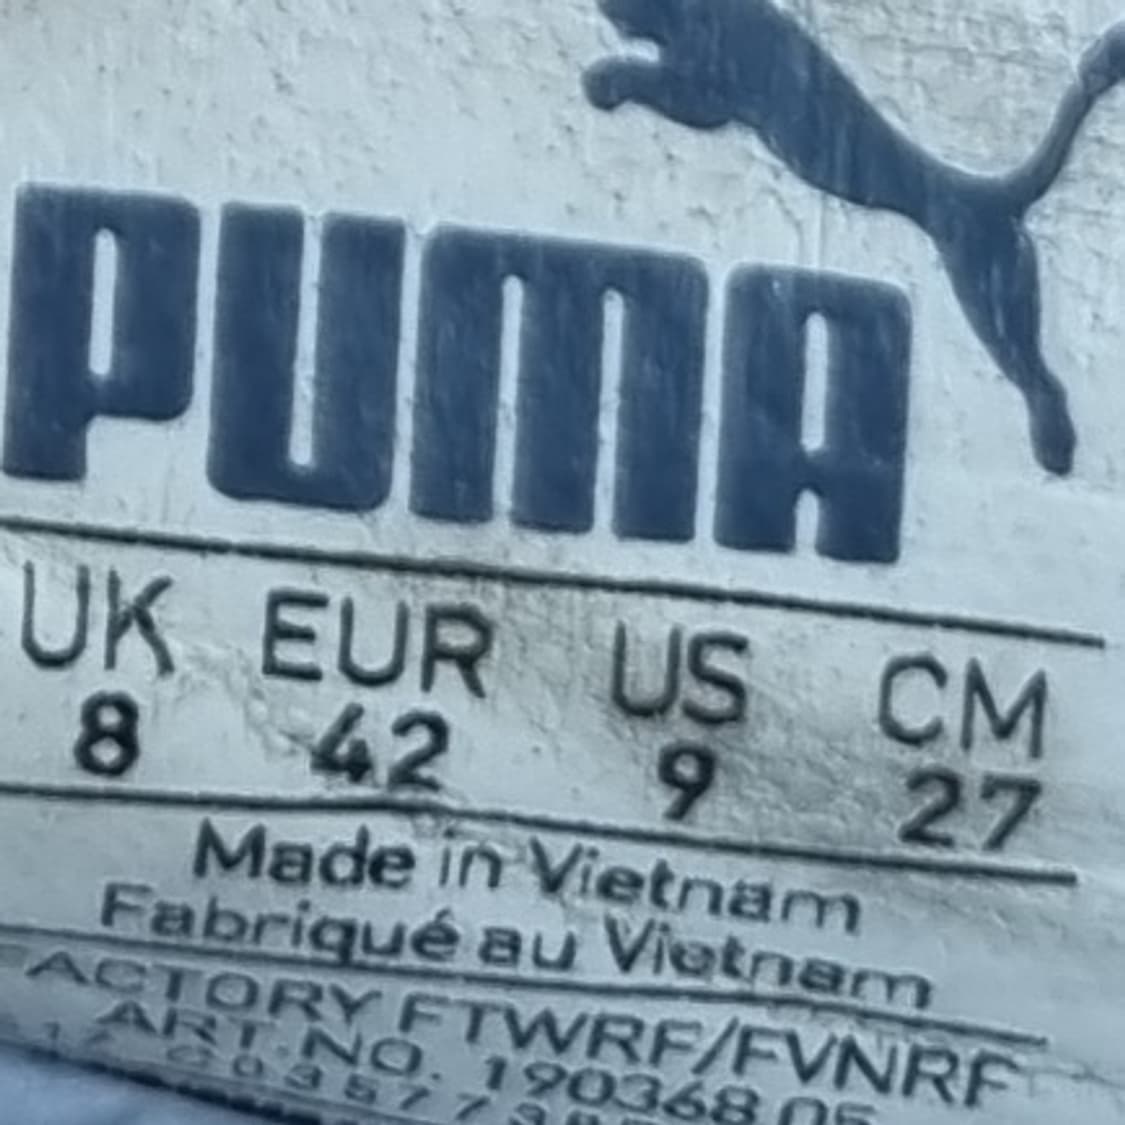 PUMA
UK EUR US CM
8 42 9 27
Made in Vietnam
Fabriqué au Vietnam
FACTORY FTWRF/FVNRF
ART.NO. 190368 05